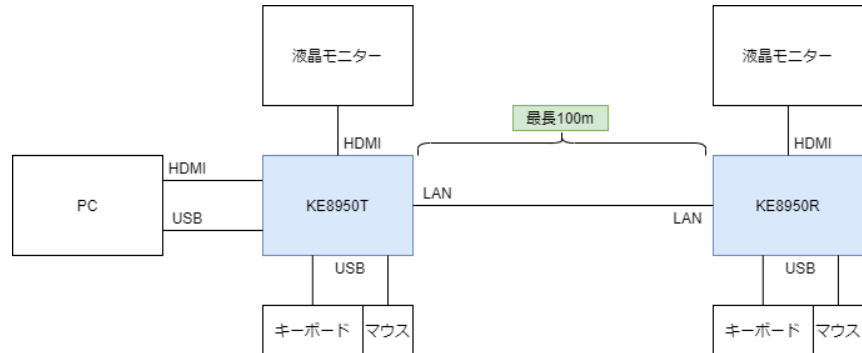 液晶モニター
液晶モニター
最長100m
HDMI
HDMI
HDMI
PC
KE8950T
LAN
KE8950R
USB
LAN
USB
USB
キーボード
マウス
キーボード
マウス